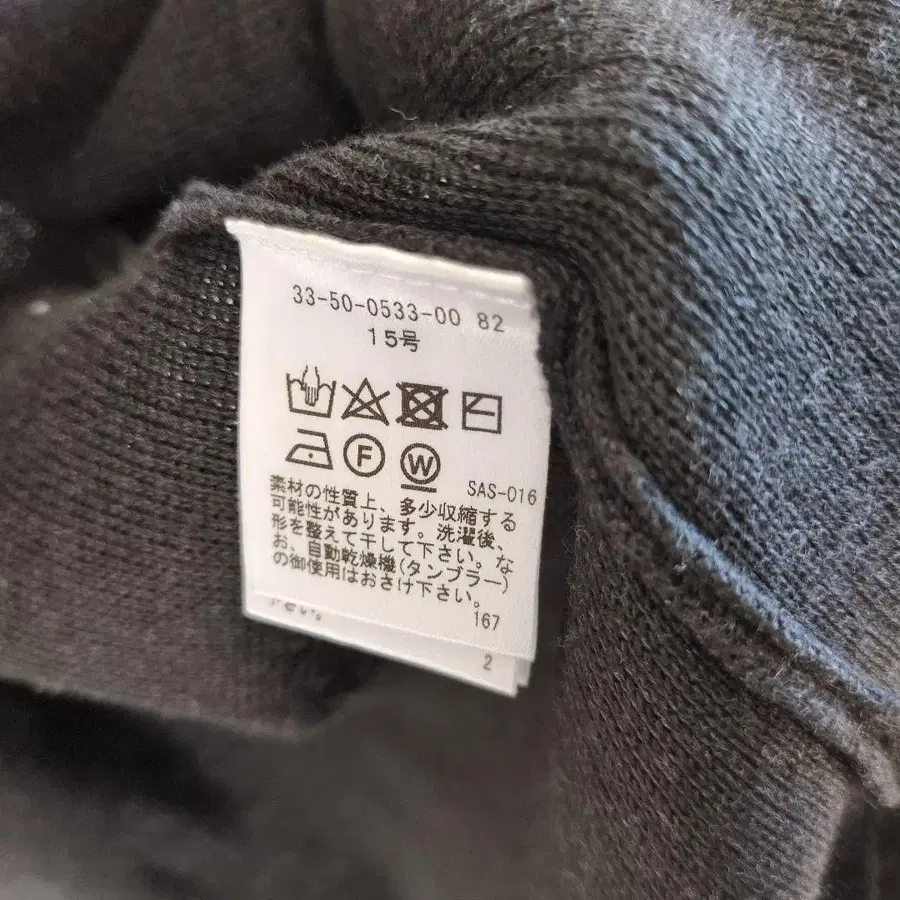 33-50-0533-00 82
15号
F W
SAS-016
素材の性質上、多少収縮する
可能性があります。洗濯後、
形を整えて干して下さい。な
お、自動乾燥機(タンブラー)
の御使用はおさけ下さい。
167
2